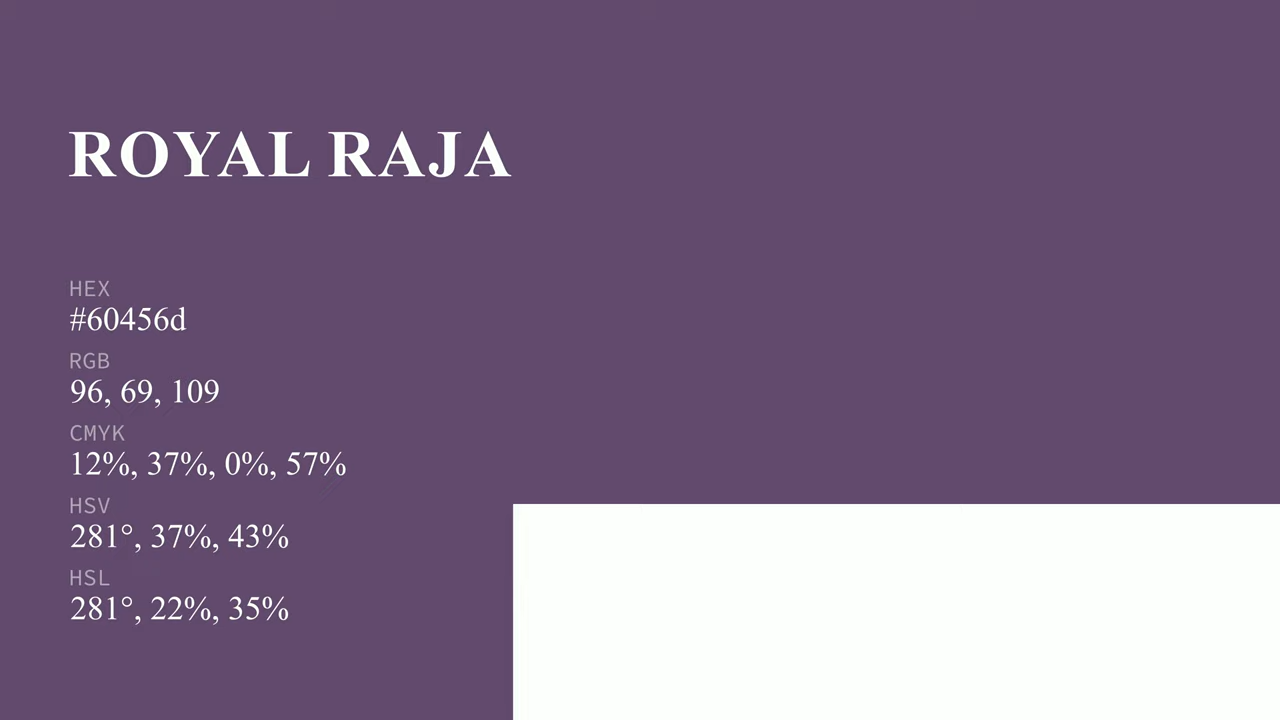 ROYAL RAJA
HEX
#60456d
RGB
96, 69, 109
CMYK
12%, 37%, 0%, 57%
HSV
281°, 37%, 43%
HSL
281°, 22%, 35%